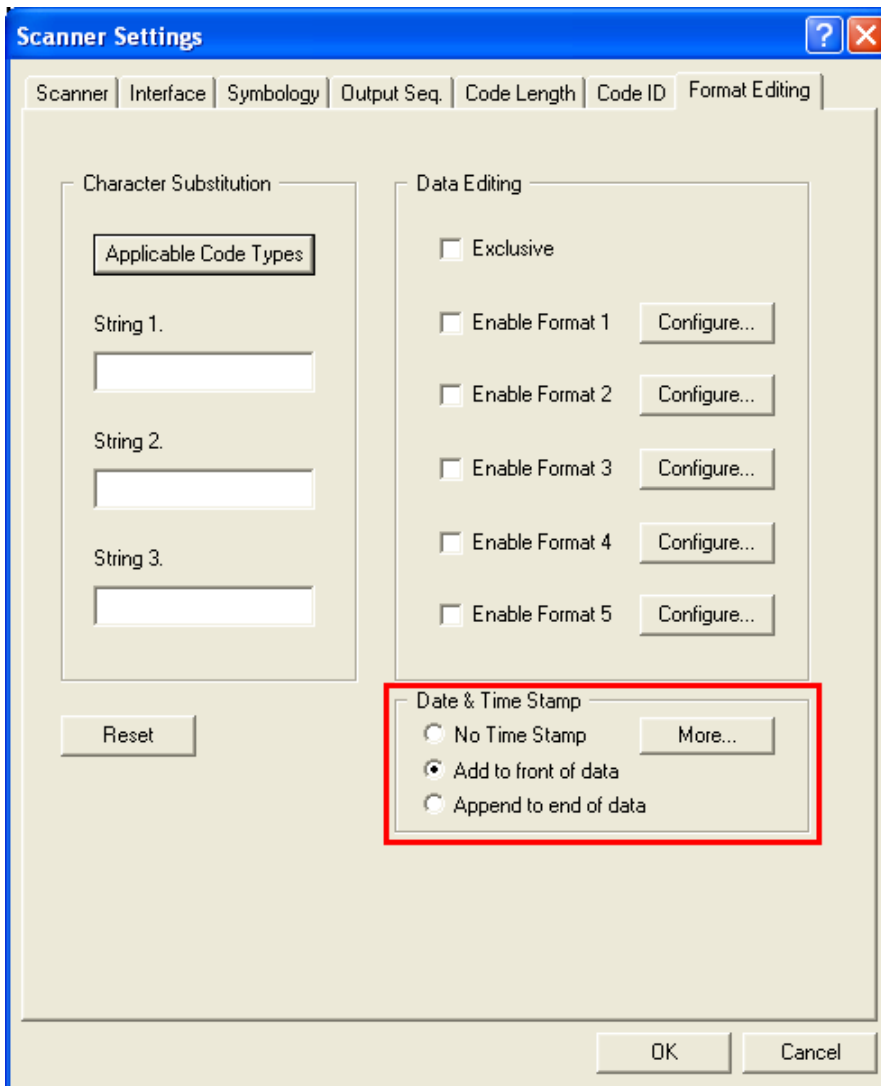 Scanner Settings
Scanner Interface Symbology Output Seq. Code Length Code ID Format Editing
Character Substitution
Applicable Code Types
String 1.
String 2.
String 3.
Reset
Data Editing
Exclusive
Enable Format 1 Configure...
Enable Format 2 Configure...
Enable Format 3 Configure...
Enable Format 4 Configure...
Enable Format 5 Configure...
Date & Time Stamp
No Time Stamp More...
Add to front of data
Append to end of data
OK Cancel